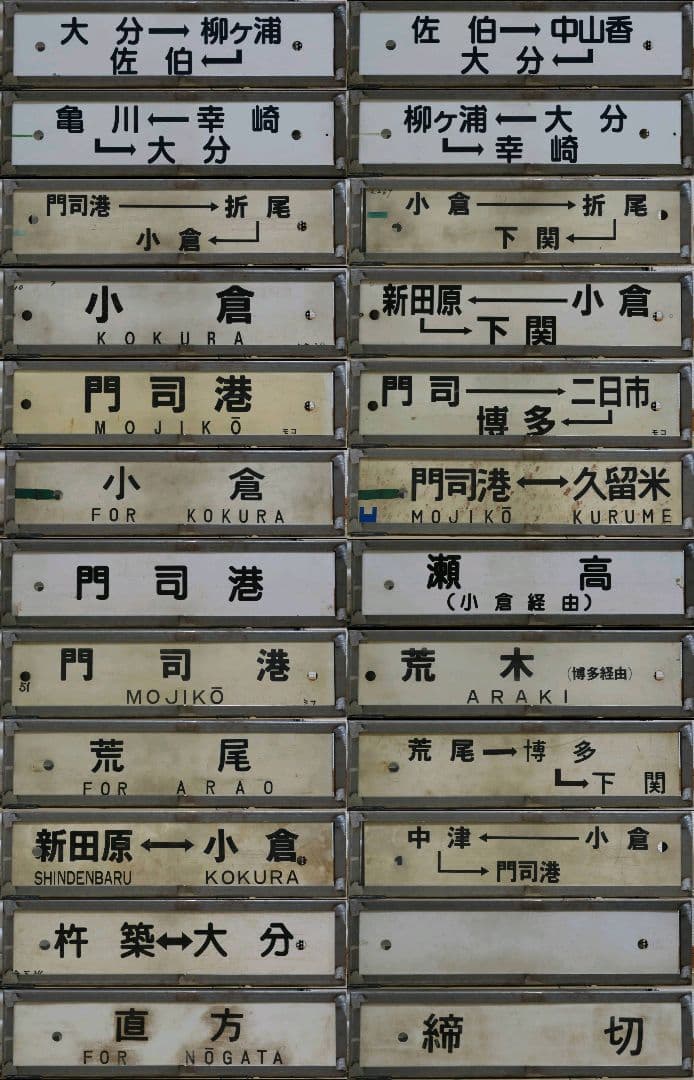 大分→柳ヶ浦
佐伯↲
佐伯→中山香
大分↲
亀川←幸崎
↳大分
柳ヶ浦←大分
↳幸崎
門司港→折尾
小倉↲
小倉→折尾
下関↲
小倉
KOKURA
新田原←小倉
↳下関
門司港
MOJIKŌ
モコ
門司→二日市
博多↲
モコ
小倉
FOR KOKURA
門司港↔久留米
MOJIKŌ KURUME
門司港
瀬高
(小倉経由)
門司港
51
MOJIKŌ
荒木(博多経由)
ARAKI
荒尾
FOR ARAO
荒尾→博多
↳下関
新田原↔小倉
SHINDENBARU KOKURA
中津←小倉
↳門司港
杵築↔大分
直方
FOR NŌGATA
締切